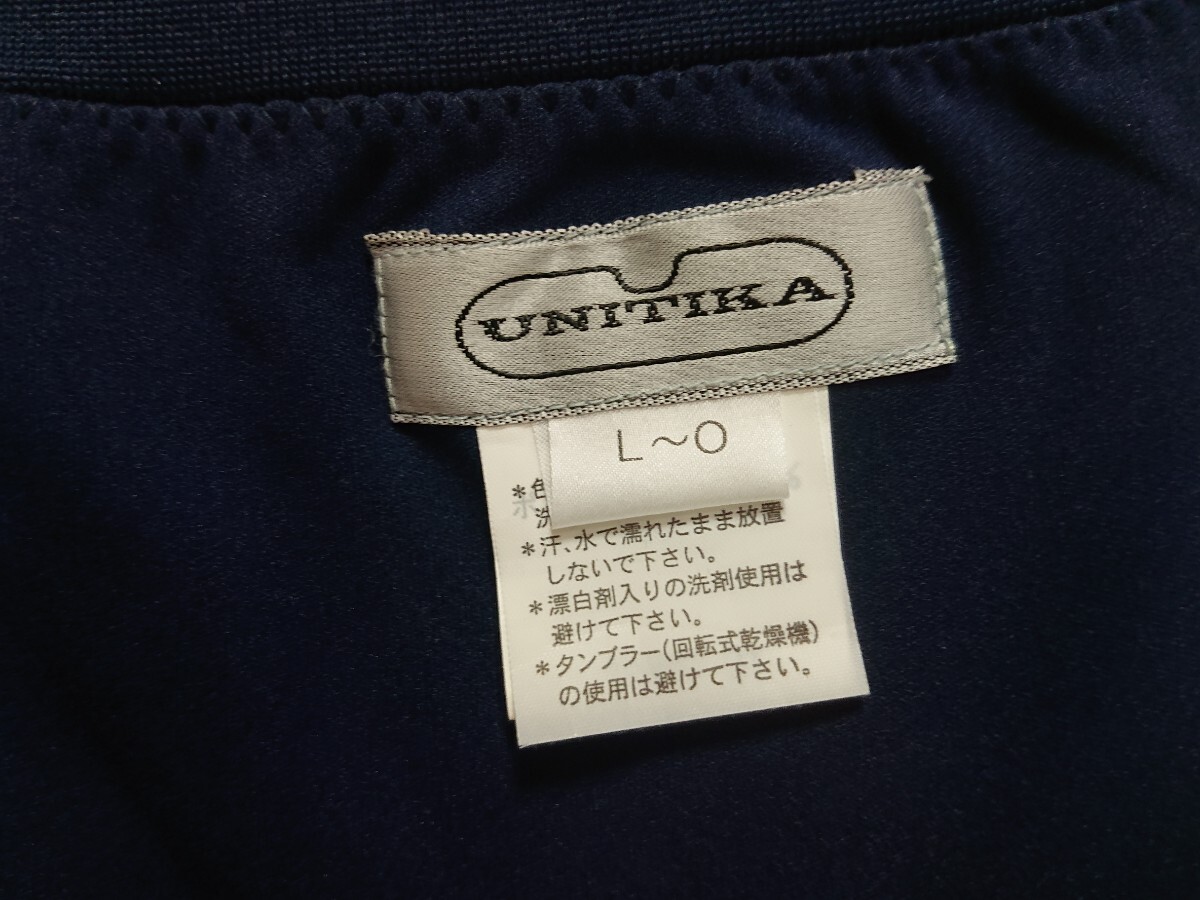 UNITIKA
L～O
*色
洗
*汗、水で濡れたまま放置
しないで下さい。
*漂白剤入りの洗剤使用は
避けて下さい。
*タンブラー(回転式乾燥機)
の使用は避けて下さい。